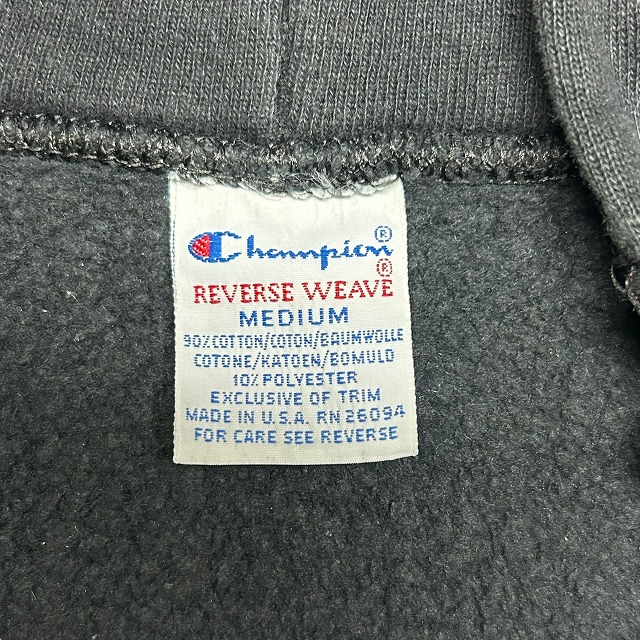 Champion®
REVERSE WEAVE®
MEDIUM
90% COTTON/COTON/BAUMWOLLE
COTONE/KATOEN/BOMULD
10% POLYESTER
EXCLUSIVE OF TRIM
MADE IN U.S.A. RN 26094
FOR CARE SEE REVERSE